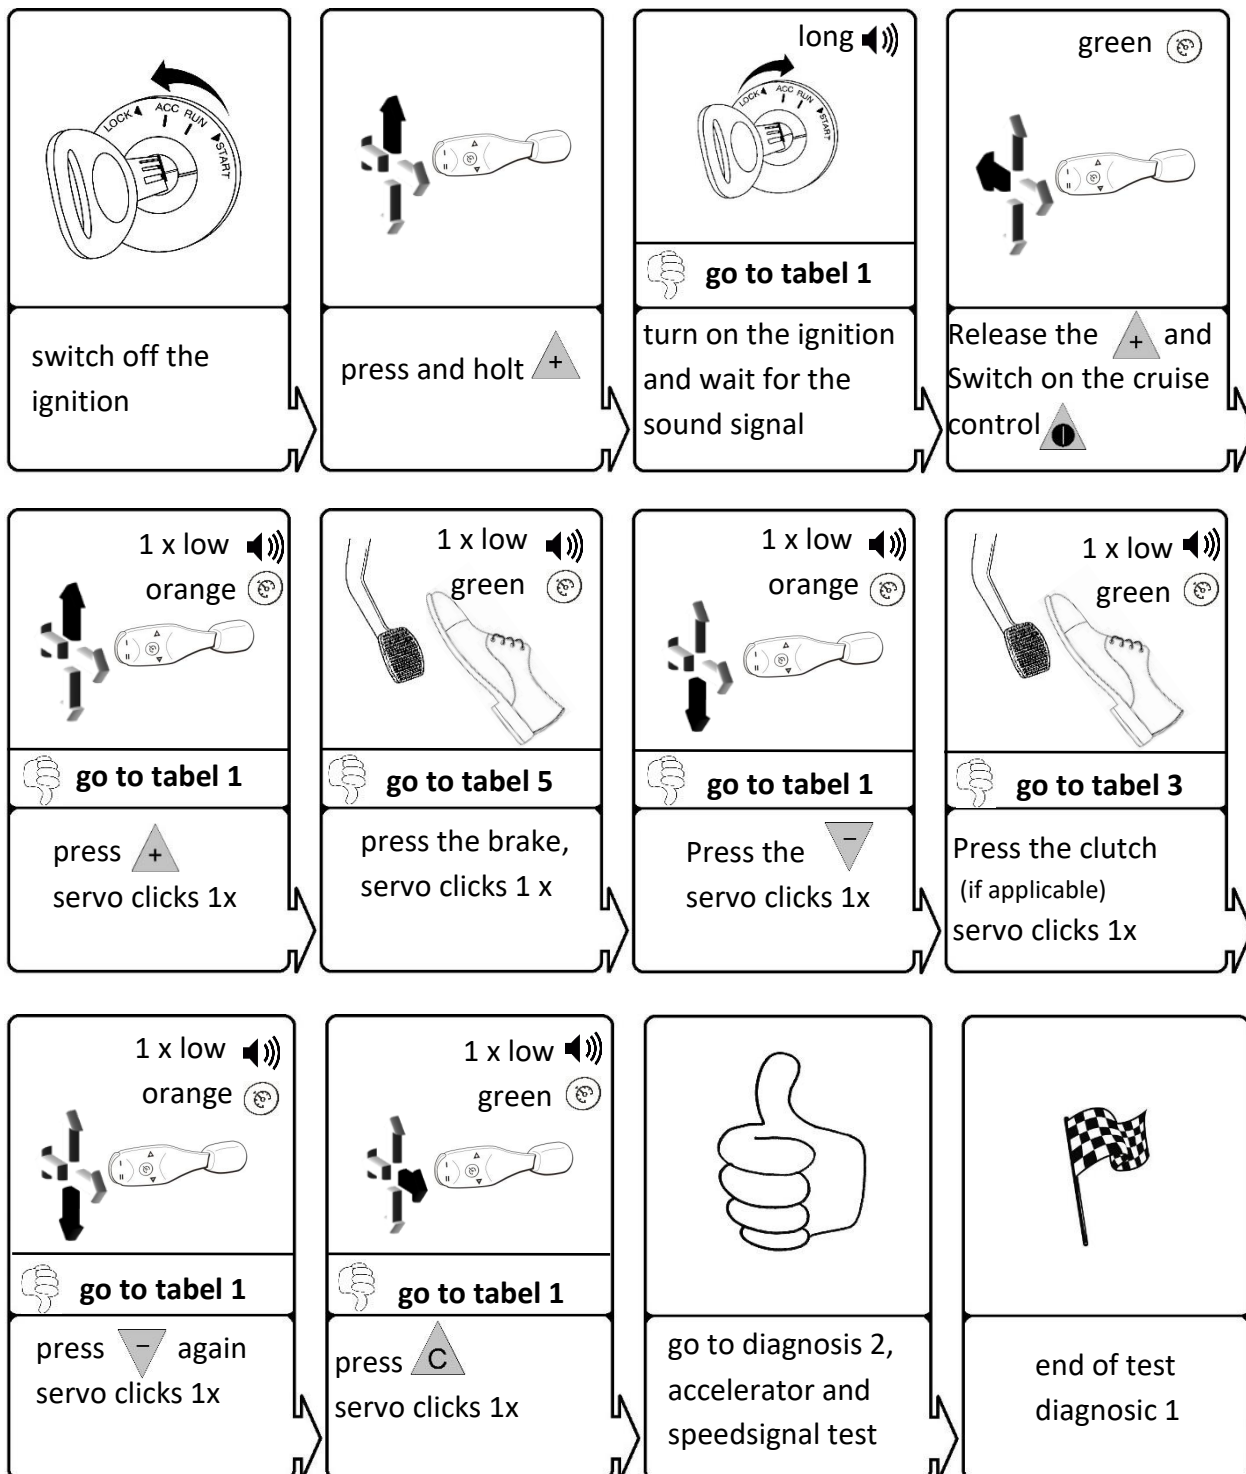 LOCK ACC RUN START
switch off the
ignition
I
II
press and holt +
long
LOCK ACC RUN START
go to tabel 1
turn on the ignition
and wait for the
sound signal
green
I
II
Release the + and
Switch on the cruise
control
1 x low
orange
I
II
go to tabel 1
press +
servo clicks 1x
1 x low
green
go to tabel 5
press the brake,
servo clicks 1 x
1 x low
orange
I
II
go to tabel 1
Press the −
servo clicks 1x
1 x low
green
go to tabel 3
Press the clutch
(if applicable)
servo clicks 1x
1 x low
orange
I
II
go to tabel 1
press − again
servo clicks 1x
1 x low
green
I
II
go to tabel 1
press C
servo clicks 1x
go to diagnosis 2,
accelerator and
speedsignal test
end of test
diagnosic 1